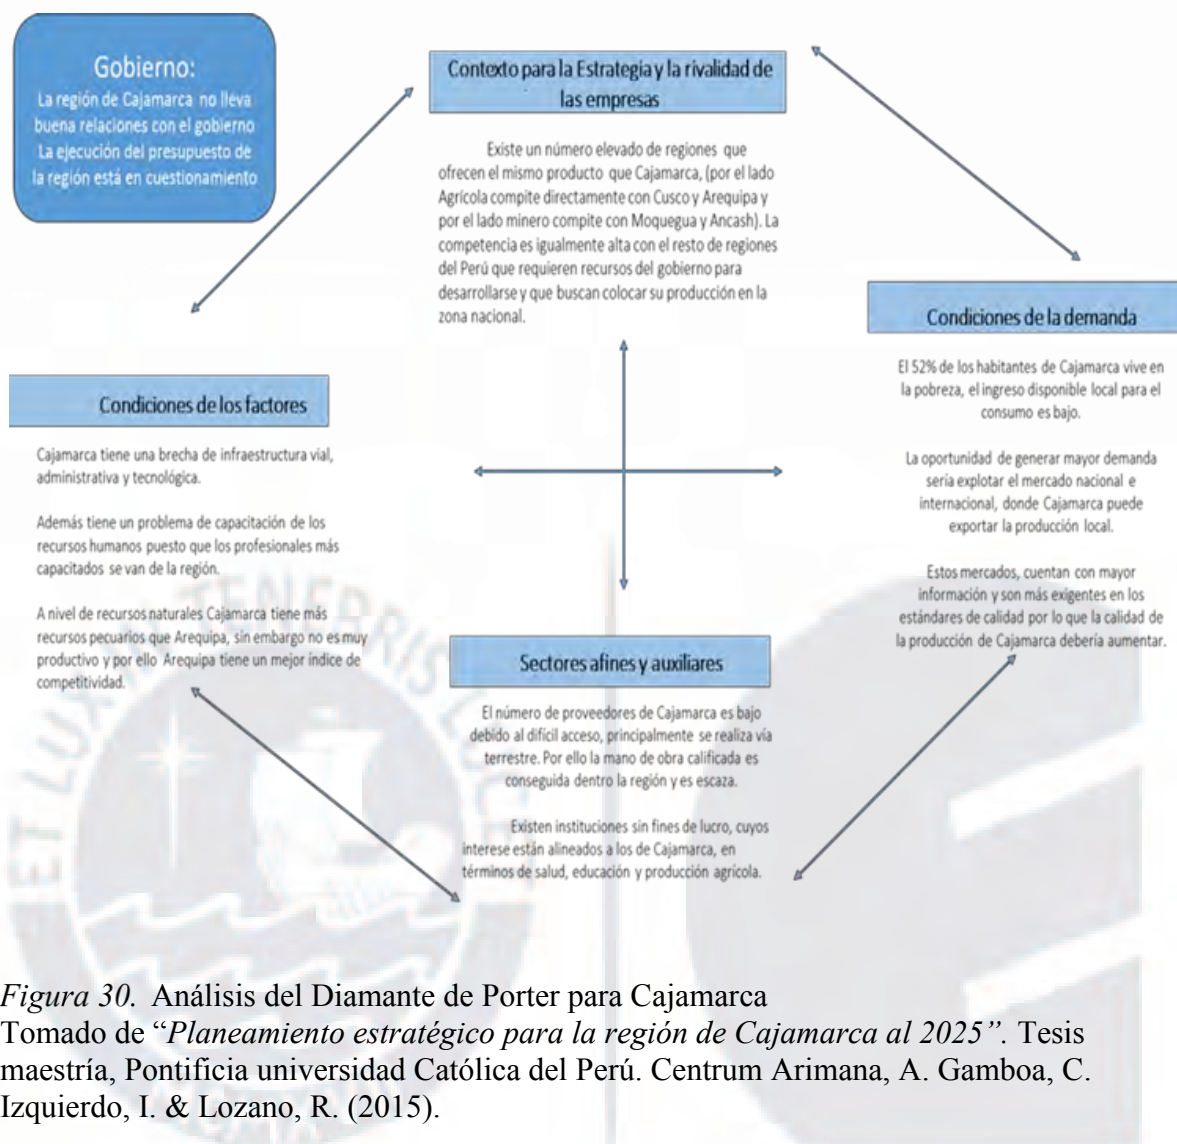 Gobierno:
La región de Cajamarca no lleva
buena relaciones con el gobierno
La ejecución del presupuesto de
la región está en cuestionamiento
Contexto para la Estrategia y la rivalidad de
las empresas
Existe un número elevado de regiones que
ofrecen el mismo producto que Cajamarca, (por el lado
Agrícola compite directamente con Cusco y Arequipa y
por el lado minero compite con Moquegua y Ancash). La
competencia es igualmente alta con el resto de regiones
del Perú que requieren recursos del gobierno para
desarrollarse y que buscan colocar su producción en la
zona nacional.
Condiciones de la demanda
El 52% de los habitantes de Cajamarca vive en
la pobreza, el ingreso disponible local para el
consumo es bajo.
La oportunidad de generar mayor demanda
sería explotar el mercado nacional e
internacional, donde Cajamarca puede
exportar la producción local.
Estos mercados, cuentan con mayor
información y son más exigentes en los
estándares de calidad por lo que la calidad de
la producción de Cajamarca debería aumentar.
Condiciones de los factores
Cajamarca tiene una brecha de infraestructura vial,
administrativa y tecnológica.
Además tiene un problema de capacitación de los
recursos humanos puesto que los profesionales más
capacitados se van de la región.
A nivel de recursos naturales Cajamarca tiene más
recursos pecuarios que Arequipa, sin embargo no es muy
productivo y por ello Arequipa tiene un mejor índice de
competitividad.
Sectores afines y auxiliares
El número de proveedores de Cajamarca es bajo
debido al difícil acceso, principalmente se realiza vía
terrestre. Por ello la mano de obra calificada es
conseguida dentro la región y es escaza.
Existen instituciones sin fines de lucro, cuyos
interese están alineados a los de Cajamarca, en
términos de salud, educación y producción agrícola.
ET LUX IN TENEBRIS LUCET
Figura 30. Análisis del Diamante de Porter para Cajamarca
Tomado de “Planeamiento estratégico para la región de Cajamarca al 2025”. Tesis
maestría, Pontificia universidad Católica del Perú. Centrum Arimana, A. Gamboa, C.
Izquierdo, I. & Lozano, R. (2015).